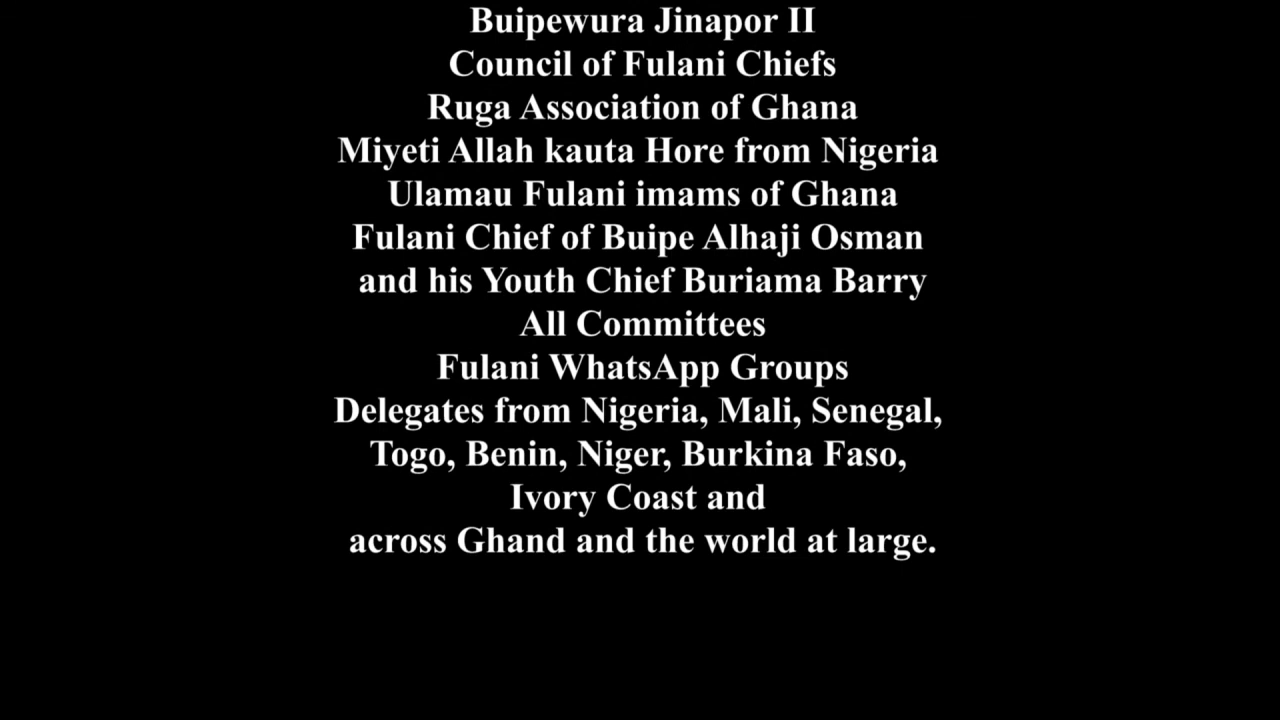 Buipewura Jinapor II
Council of Fulani Chiefs
Ruga Association of Ghana
Miyeti Allah kauta Hore from Nigeria
Ulamau Fulani imams of Ghana
Fulani Chief of Buipe Alhaji Osman
and his Youth Chief Buriama Barry
All Committees
Fulani WhatsApp Groups
Delegates from Nigeria, Mali, Senegal,
Togo, Benin, Niger, Burkina Faso,
Ivory Coast and
across Ghand and the world at large.